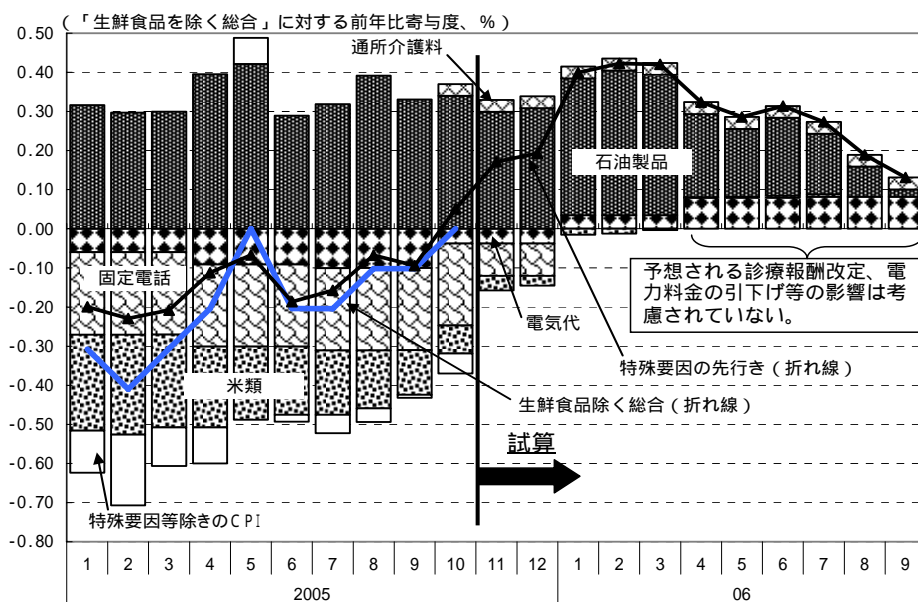 （「生鮮食品を除く総合」に対する前年比寄与度、％）
0.50
0.40
0.30
0.20
0.10
0.00
-0.10
-0.20
-0.30
-0.40
-0.50
-0.60
-0.70
-0.80
通所介護料
石油製品
固定電話
米類
電気代
予想される診療報酬改定、電
力料金の引下げ等の影響は考
慮されていない。
特殊要因の先行き（折れ線）
生鮮食品除く総合（折れ線）
試算
特殊要因等除きのCPI
1 2 3 4 5 6 7 8 9 10 11 12 1 2 3 4 5 6 7 8 9
2005 06